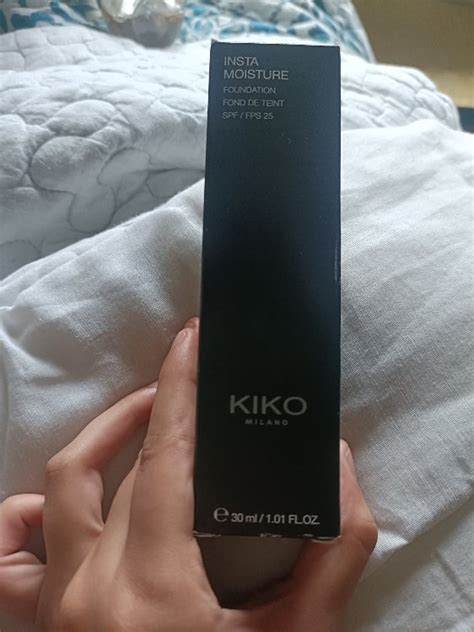 INSTA
MOISTURE
FOUNDATION
FOND DE TEINT
SPF / FPS 25
KIKO
MILANO
℮ 30 ml / 1.01 FL.OZ.